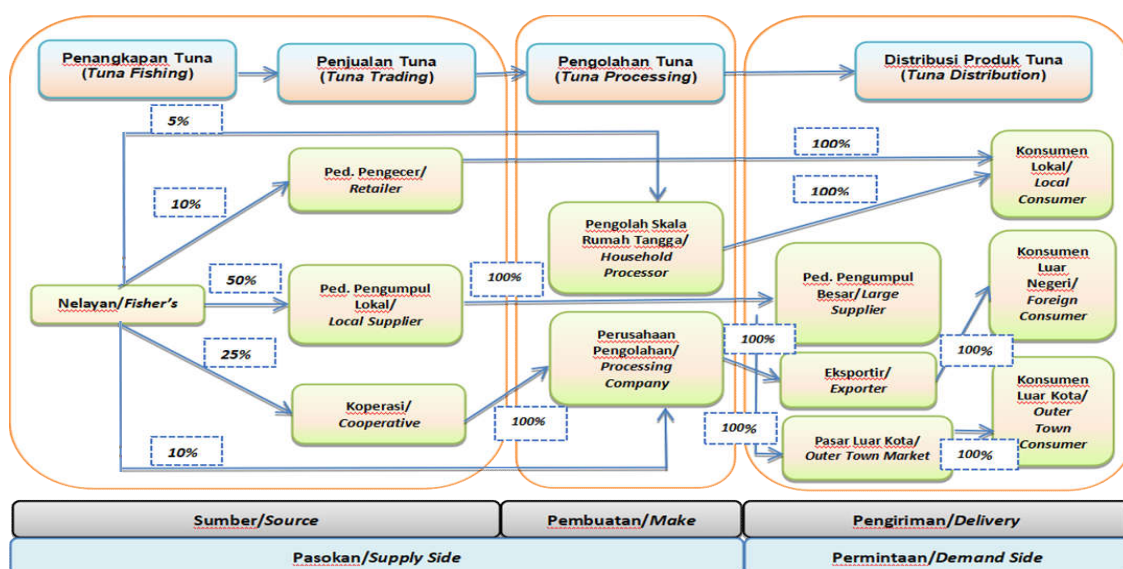 Penangkapan Tuna
(Tuna Fishing)
Penjualan Tuna
(Tuna Trading)
Pengolahan Tuna
(Tuna Processing)
Distribusi Produk Tuna
(Tuna Distribution)
5%
Ped. Pengecer/
Retailer
100%
Konsumen
Lokal/
Local
Consumer
10%
100%
Pengolah Skala
Rumah Tangga/
Household
Processor
Nelayan/Fisher's
50%
Ped. Pengumpul
Lokal/
Local Supplier
100%
Ped. Pengumpul
Besar/Large
Supplier
Konsumen
Luar
Negeri/
Foreign
Consumer
25%
Perusahaan
Pengolahan/
Processing
Company
100%
Eksportir/
Exporter
100%
Koperasi/
Cooperative
100%
Konsumen
Luar Kota/
Outer
Town
Consumer
10%
100%
Pasar Luar Kota/
Outer Town Market
100%
Sumber/Source
Pembuatan/Make
Pengiriman/Delivery
Pasokan/Supply Side
Permintaan/Demand Side